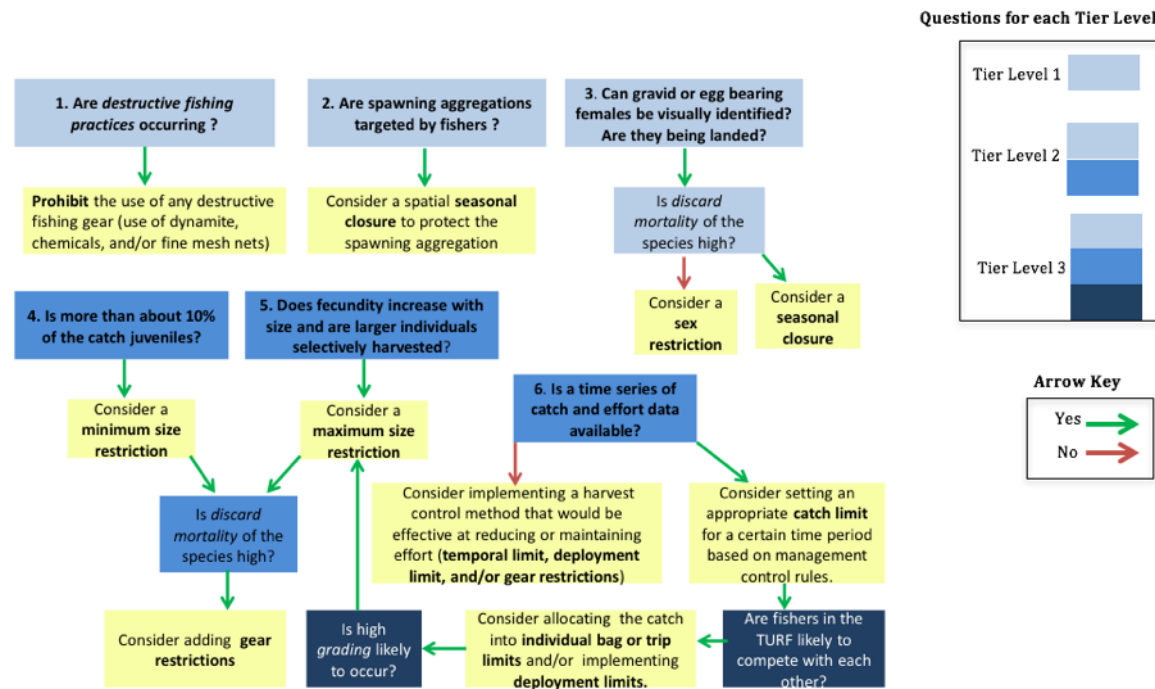 Questions for each Tier Level
Tier Level 1
Tier Level 2
Tier Level 3
1. Are destructive fishing
practices occurring ?
2. Are spawning aggregations
targeted by fishers ?
3. Can gravid or egg bearing
females be visually identified?
Are they being landed?
Prohibit the use of any destructive
fishing gear (use of dynamite,
chemicals, and/or fine mesh nets)
Consider a spatial seasonal
closure to protect the
spawning aggregation
Is discard
mortality of the
species high?
Consider a
sex
restriction
Consider a
seasonal
closure
4. Is more than about 10%
of the catch juveniles?
5. Does fecundity increase with
size and are larger individuals
selectively harvested?
6. Is a time series of
catch and effort data
available?
Arrow Key
Yes
No
Consider a
minimum size
restriction
Consider a
maximum size
restriction
Is discard
mortality of the
species high?
Consider implementing a harvest
control method that would be
effective at reducing or maintaining
effort (temporal limit, deployment
limit, and/or gear restrictions)
Consider setting an
appropriate catch limit
for a certain time period
based on management
control rules.
Consider adding gear
restrictions
Is high
grading likely
to occur?
Consider allocating the catch
into individual bag or trip
limits and/or implementing
deployment limits.
Are fishers in the
TURF likely to
compete with each
other?